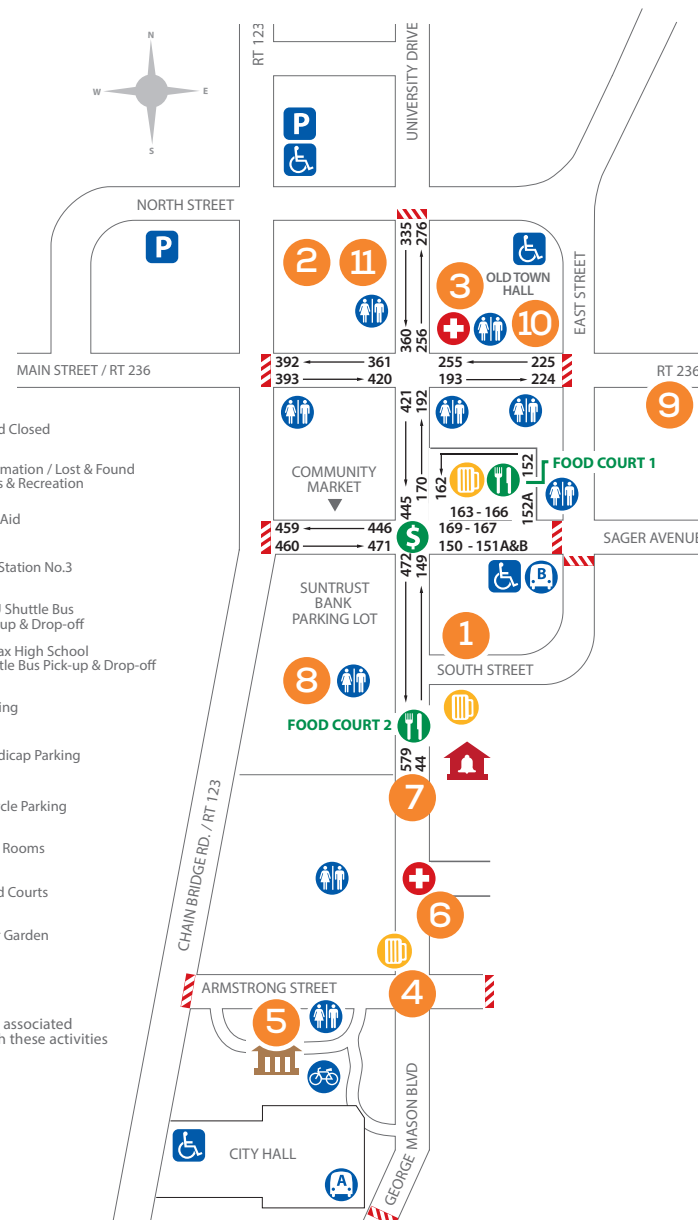 RT 123
UNIVERSITY DRIVE
N
W
E
S
P
NORTH STREET
P
335
276
2
11
3
OLD TOWN
HALL
10
EAST STREET
360
256
392
361
255
225
393
420
193
224
MAIN STREET / RT 236
RT 236
9
421
192
d Closed
COMMUNITY
MARKET
mation / Lost & Found
s & Recreation
Aid
152
FOOD COURT 1
162
170
445
152A
163 - 166
459
446
169 - 167
460
471
$
150 - 151A&B
SAGER AVENUE
Station No.3
472
149
B
SUNTRUST
BANK
PARKING LOT
Shuttle Bus
up & Drop-off
ax High School
tle Bus Pick-up & Drop-off
1
SOUTH STREET
8
ing
FOOD COURT 2
dicap Parking
579
44
7
cle Parking
CHAIN BRIDGE RD. / RT 123
Rooms
d Courts
6
Garden
ARMSTRONG STREET
4
5
associated
h these activities
GEORGE MASON BLVD
CITY HALL
A